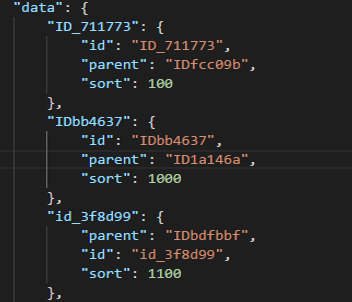 "data": {
"ID_711773": {
"id": "ID_711773",
"parent": "IDfcc09b",
"sort": 100
},
"IDbb4637": {
"id": "IDbb4637",
"parent": "ID1a146a",
"sort": 1000
},
"id_3f8d99": {
"parent": "IDbdfbbf",
"id": "id_3f8d99",
"sort": 1100
},